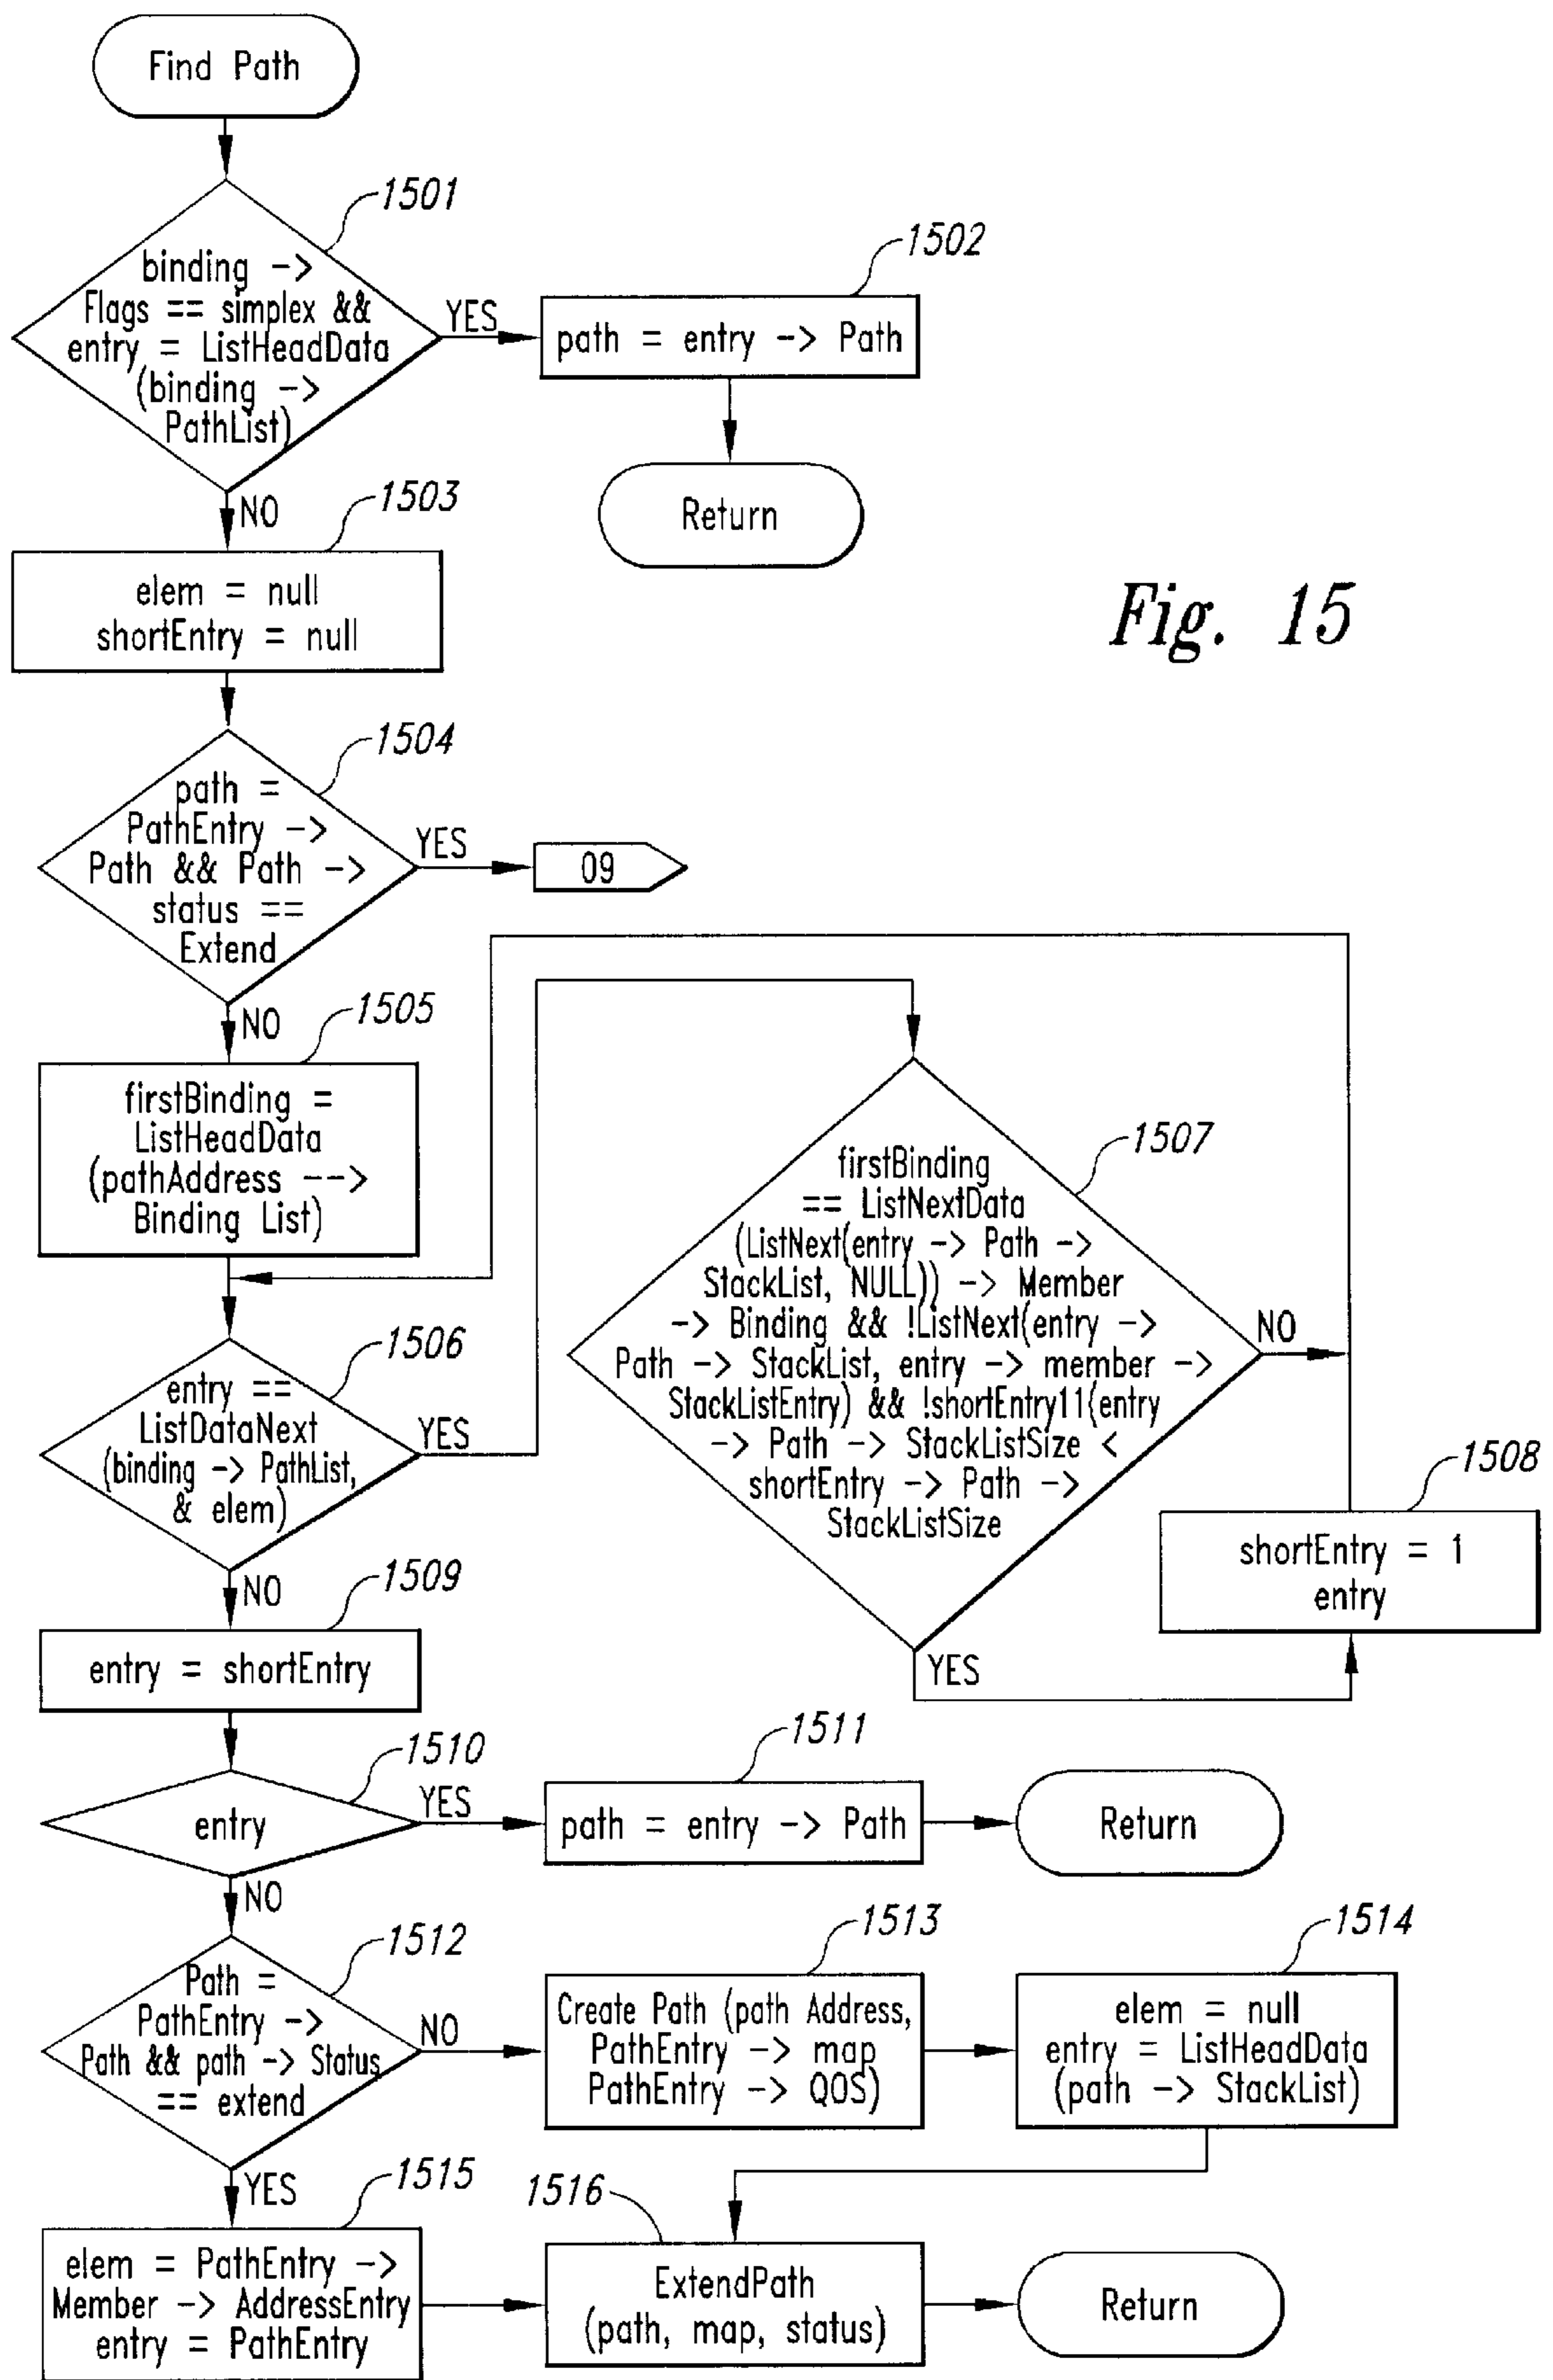 Find Path
1501
binding ->
Flags == simplex &&
entry = ListHeadData
(binding ->
PathList)
YES
1502
path = entry -> Path
Return
NO
1503
elem = null
shortEntry = null
Fig. 15
1504
path =
PathEntry ->
Path && Path ->
status ==
Extend
YES
09
NO
1505
firstBinding =
ListHeadData
(pathAddress -->
Binding List)
1506
entry ==
ListDataNext
(binding -> PathList,
& elem)
YES
1507
firstBinding
== ListNextData
(ListNext(entry -> Path ->
StackList, NULL)) -> Member
-> Binding && !ListNext(entry ->
Path -> StackList, entry -> member ->
StackListEntry) && !shortEntry11(entry
-> Path -> StackListSize <
shortEntry -> Path ->
StackListSize
NO
YES
1508
shortEntry = 1
entry
NO
1509
entry = shortEntry
1510
entry
YES
1511
path = entry -> Path
Return
NO
1512
Path =
PathEntry ->
Path && path -> Status
== extend
NO
1513
Create Path (path Address,
PathEntry -> map
PathEntry -> QOS)
1514
elem = null
entry = ListHeadData
(path -> StackList)
YES
1515
elem = PathEntry ->
Member -> AddressEntry
entry = PathEntry
1516
ExtendPath
(path, map, status)
Return